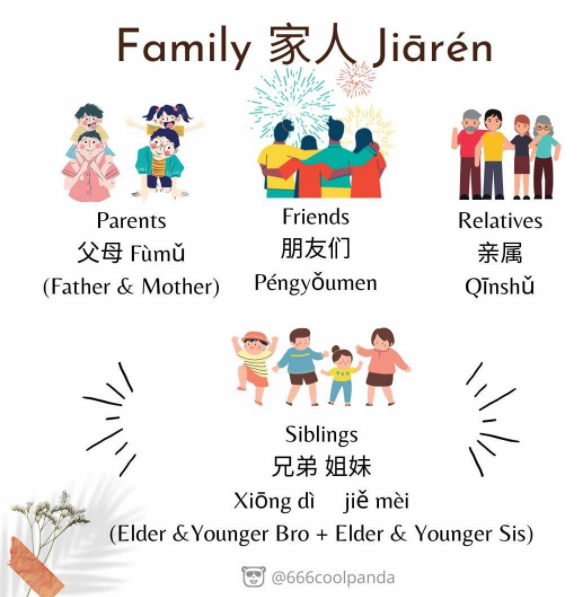 Family 家人 Jiārén
Parents
父母 Fùmǔ
(Father & Mother)
Friends
朋友们
Péngyǒumen
Relatives
亲属
Qīnshǔ
Siblings
兄弟 姐妹
Xiōng dì jiě mèi
(Elder &Younger Bro + Elder & Younger Sis)
@666coolpanda